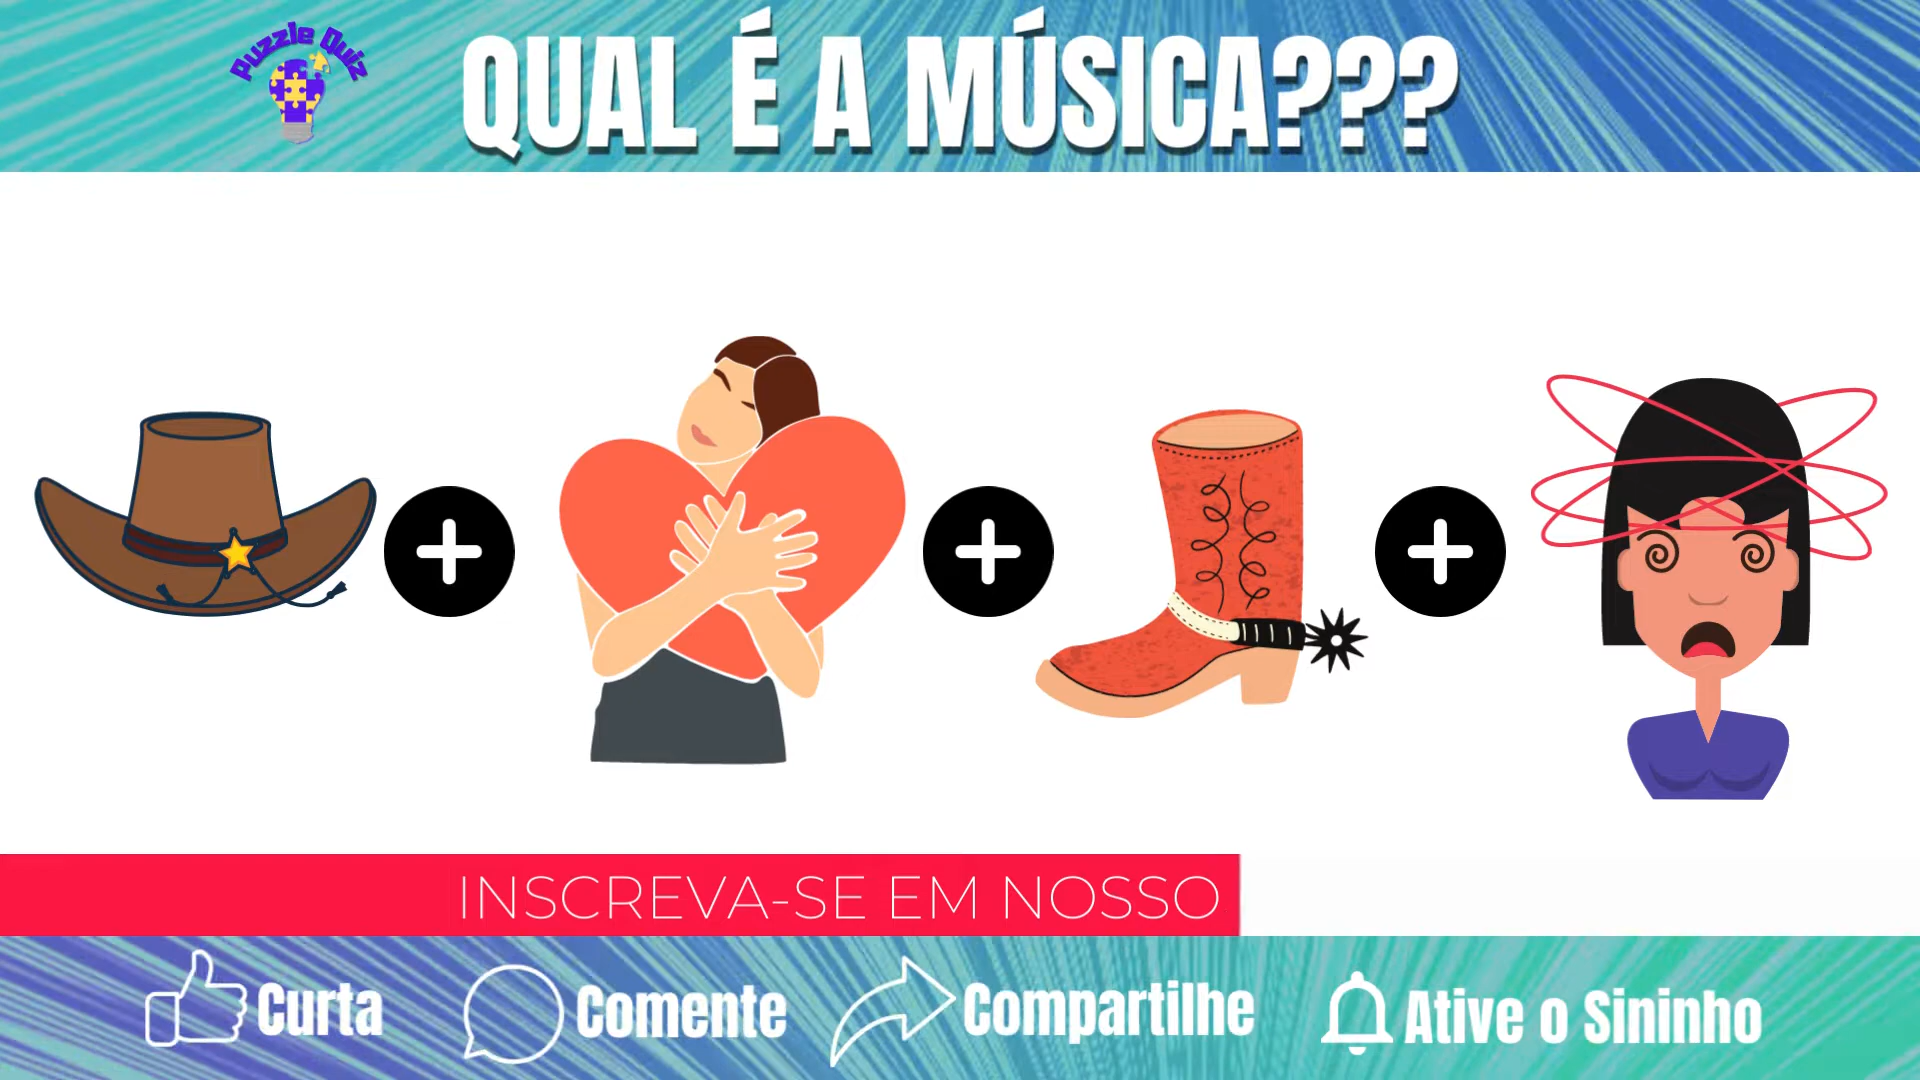 Puzzle Quiz
QUAL É A MÚSICA???
INSCREVA-SE EM NOSSO
Curta
Comente
Compartilhe
Ative o Sininho